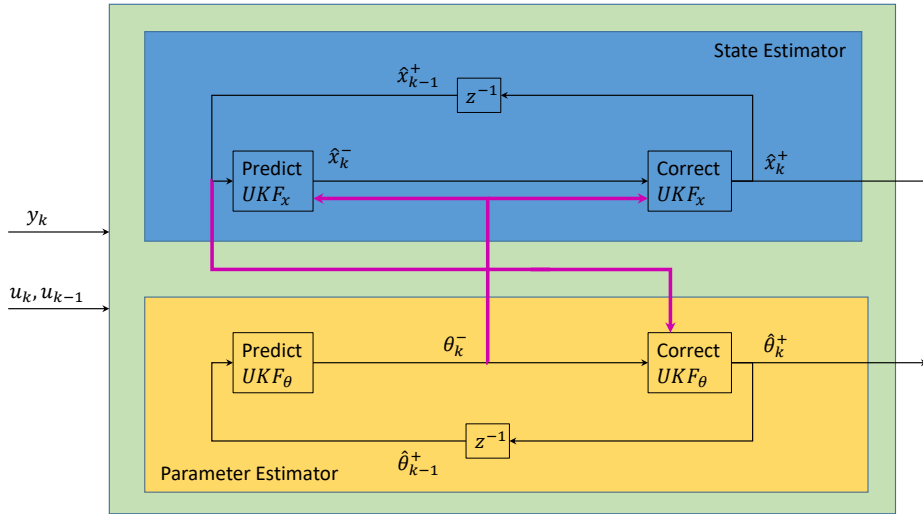 State Estimator
x̂⁺ₖ₋₁
z⁻¹
Predict
UKFₓ
x̂⁻ₖ
Correct
UKFₓ
x̂⁺ₖ
yₖ
uₖ, uₖ₋₁
Predict
UKF_θ
θ⁻ₖ
Correct
UKF_θ
θ̂⁺ₖ
z⁻¹
θ̂⁺ₖ₋₁
Parameter Estimator